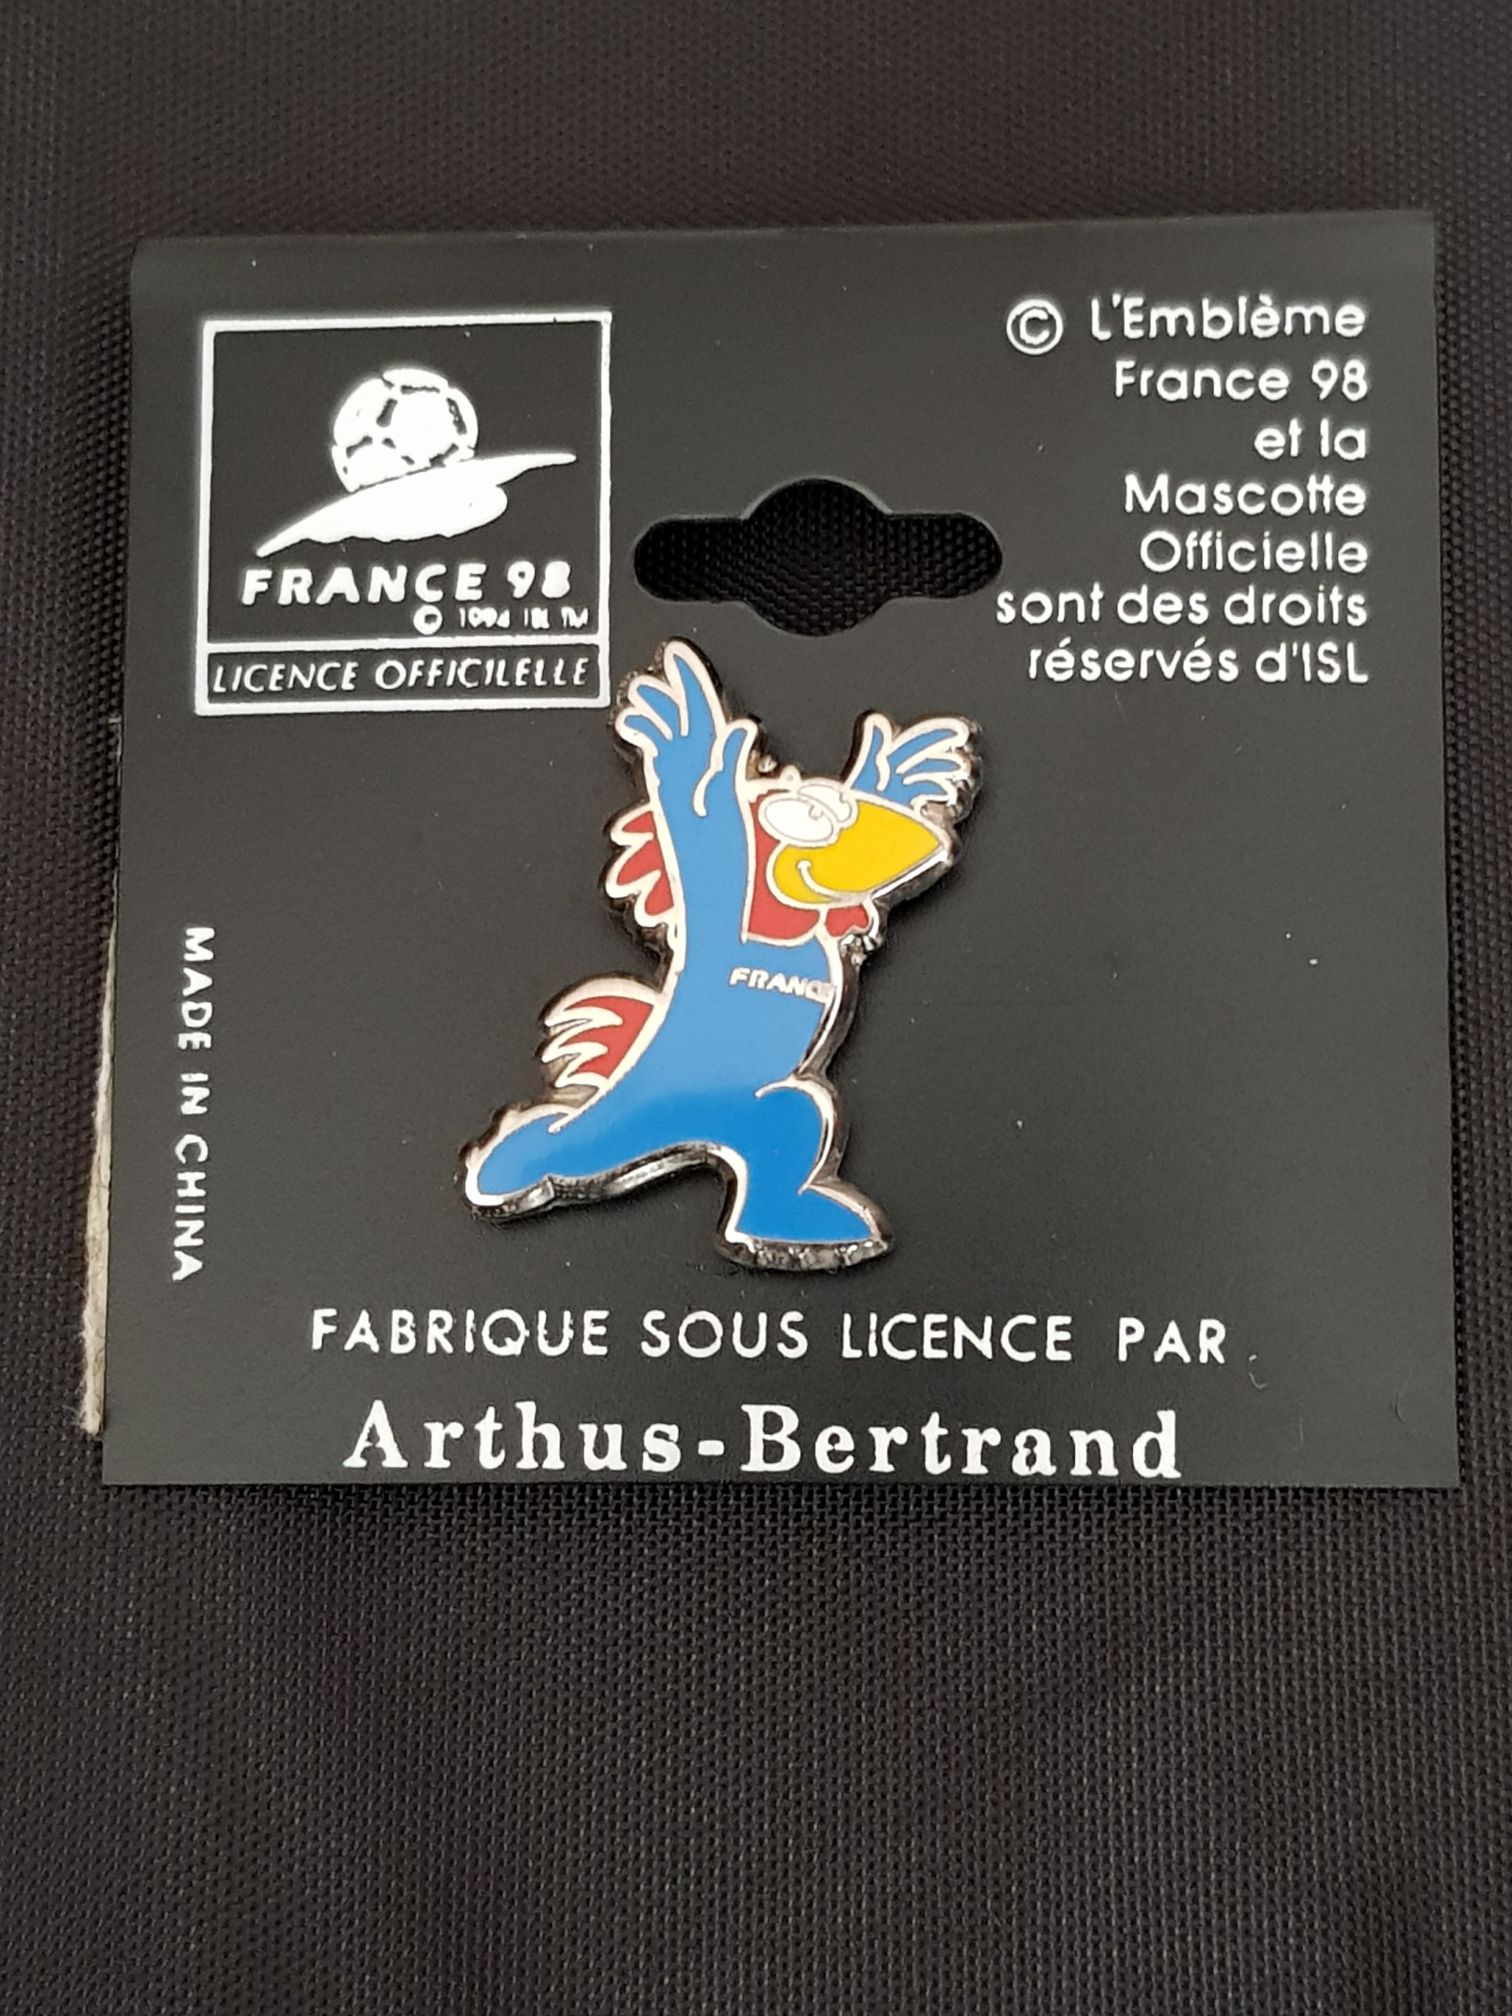 FRANCE 98
© 1994 ISL TM
LICENCE OFFICILELLE
© L'Emblème
France 98
et la
Mascotte
Officielle
sont des droits
réservés d'ISL
FRANCE
MADE IN CHINA
FABRIQUE SOUS LICENCE PAR
Arthus-Bertrand